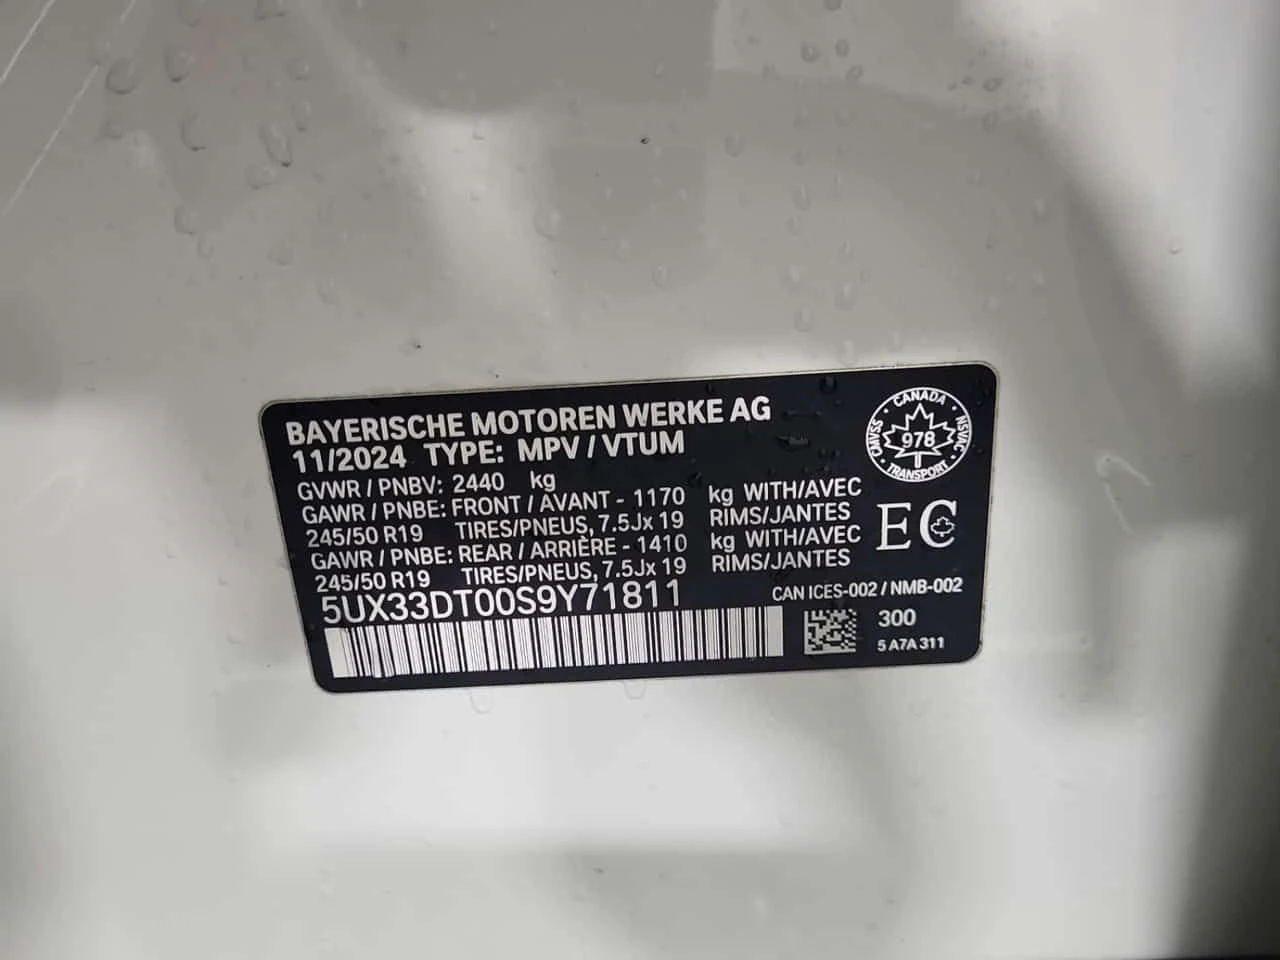 BAYERISCHE MOTOREN WERKE AG
11/2024 TYPE: MPV / VTUM
GVWR / PNBV: 2440 kg
GAWR / PNBE: FRONT / AVANT - 1170 kg WITH/AVEC
245/50 R19 TIRES/PNEUS, 7.5Jx 19 RIMS/JANTES
GAWR / PNBE: REAR / ARRIÈRE - 1410 kg WITH/AVEC
245/50 R19 TIRES/PNEUS, 7.5Jx 19 RIMS/JANTES
5UX33DT00S9Y71811
CANADA
CMVSS
978
NSVAC
TRANSPORT
EC
CAN ICES-002 / NMB-002
300
5 A7A 311